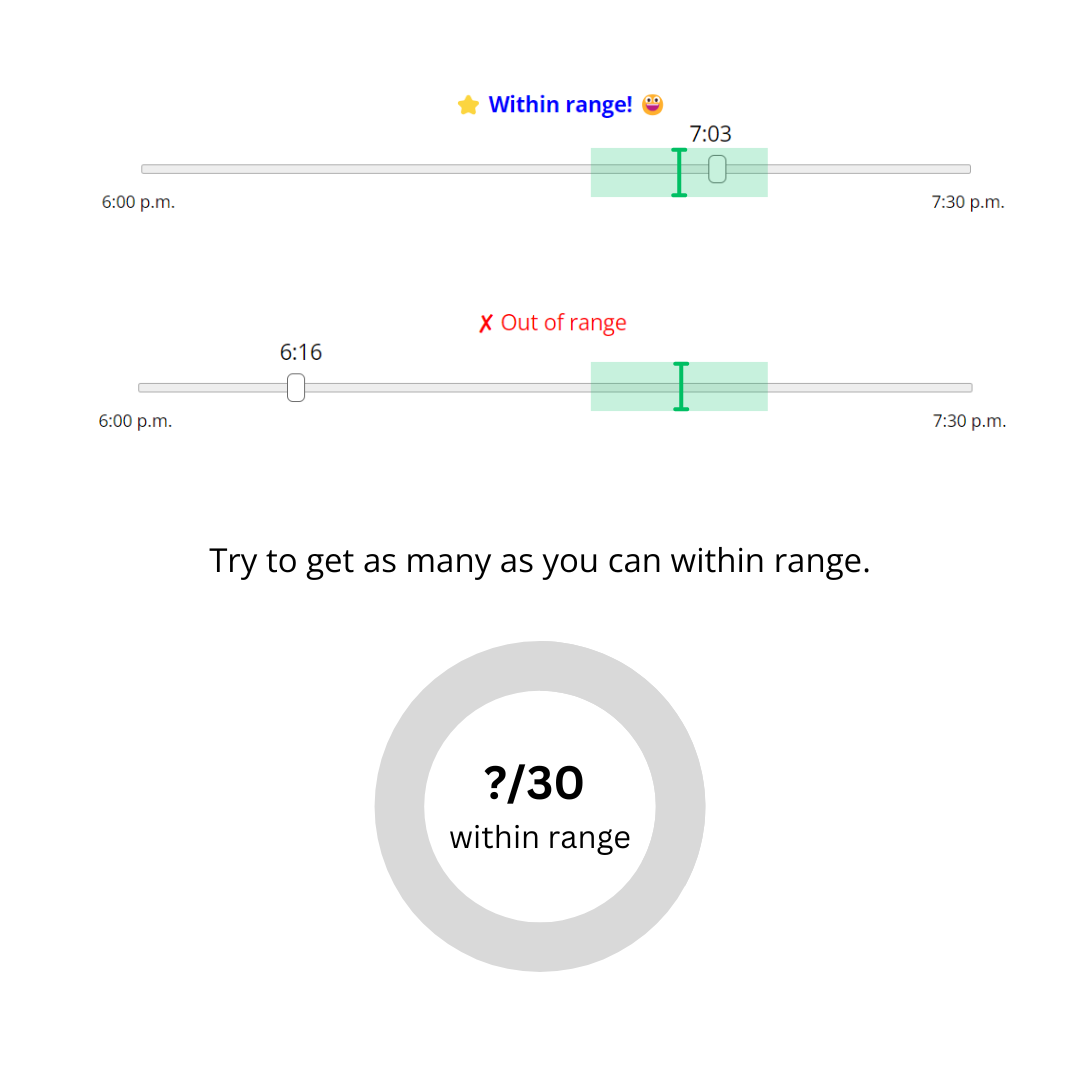 ⭐ Within range! 😀
7:03
6:00 p.m. 7:30 p.m.
✗ Out of range
6:16
6:00 p.m. 7:30 p.m.
Try to get as many as you can within range.
?/30
within range